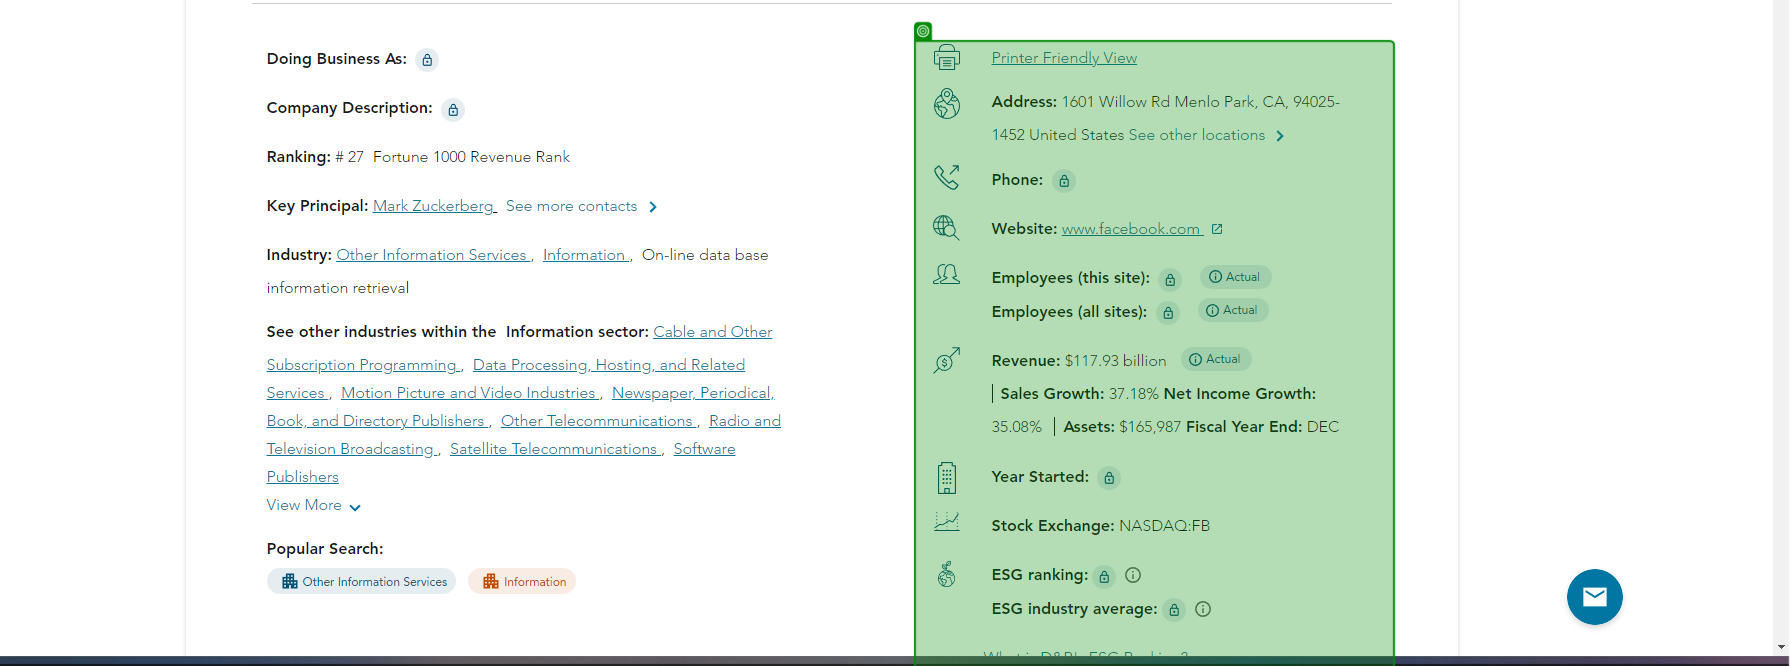 Doing Business As:
Company Description:
Ranking: # 27 Fortune 1000 Revenue Rank
Key Principal: Mark Zuckerberg See more contacts
Industry: Other Information Services , Information , On-line data base
information retrieval
See other industries within the Information sector: Cable and Other
Subscription Programming , Data Processing, Hosting, and Related
Services , Motion Picture and Video Industries , Newspaper, Periodical,
Book, and Directory Publishers , Other Telecommunications , Radio and
Television Broadcasting , Satellite Telecommunications , Software
Publishers
View More
Popular Search:
Other Information Services Information
Printer Friendly View
Address: 1601 Willow Rd Menlo Park, CA, 94025-
1452 United States See other locations
Phone:
Website: www.facebook.com
Employees (this site): Actual
Employees (all sites): Actual
Revenue: $117.93 billion Actual
Sales Growth: 37.18% Net Income Growth:
35.08% Assets: $165,987 Fiscal Year End: DEC
Year Started:
Stock Exchange: NASDAQ:FB
ESG ranking:
ESG industry average:
What is D&B's ESG Ranking?